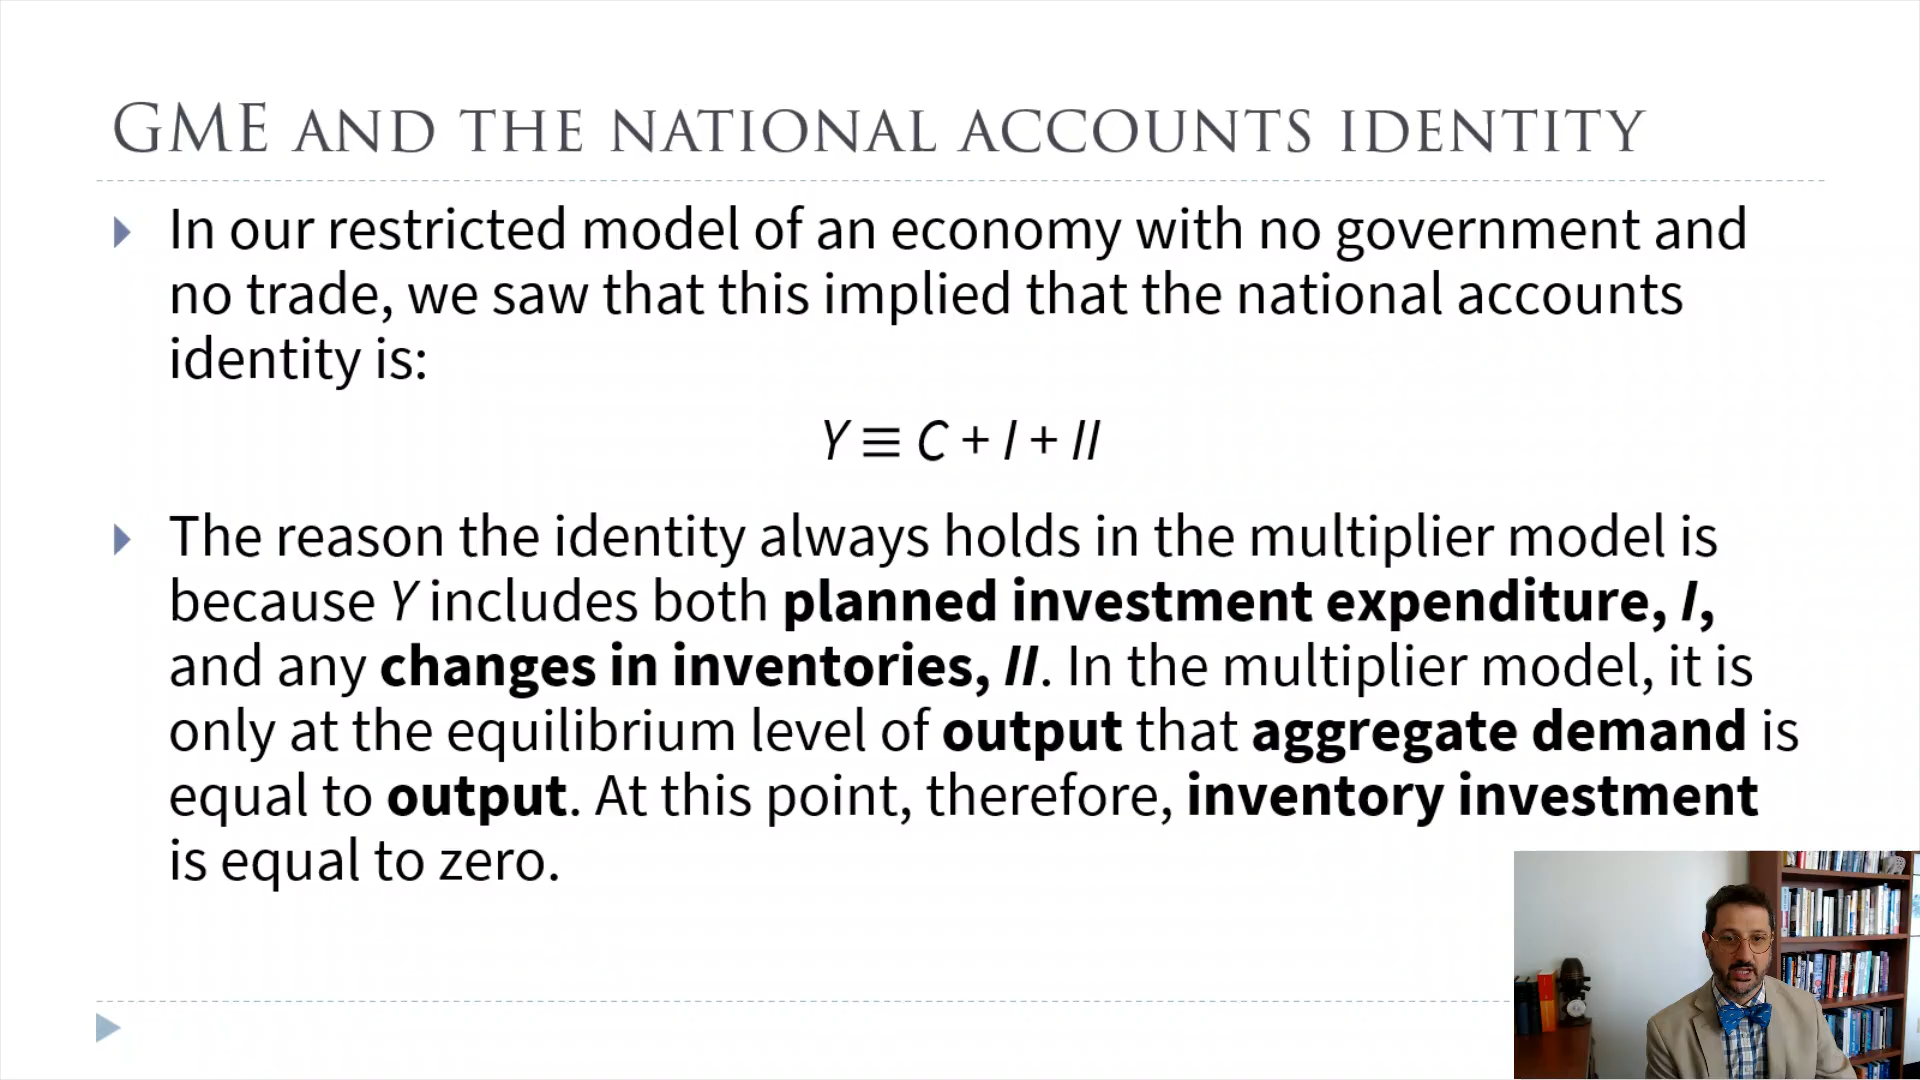 GME AND THE NATIONAL ACCOUNTS IDENTITY
In our restricted model of an economy with no government and
no trade, we saw that this implied that the national accounts
identity is:
Y ≡ C + I + II
The reason the identity always holds in the multiplier model is
because Y includes both planned investment expenditure, I,
and any changes in inventories, II. In the multiplier model, it is
only at the equilibrium level of output that aggregate demand is
equal to output. At this point, therefore, inventory investment
is equal to zero.